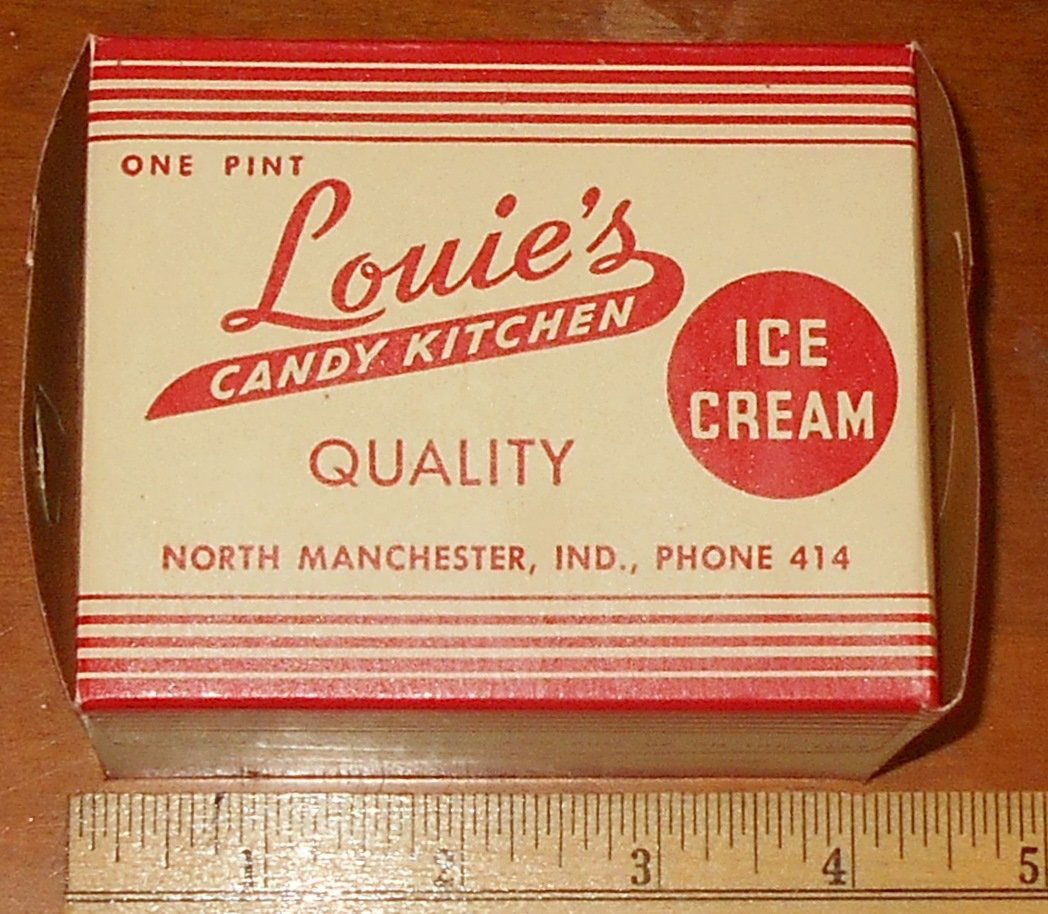 ONE PINT
Louie's
CANDY KITCHEN
ICE
CREAM
QUALITY
NORTH MANCHESTER, IND., PHONE 414
1 2 3 4 5